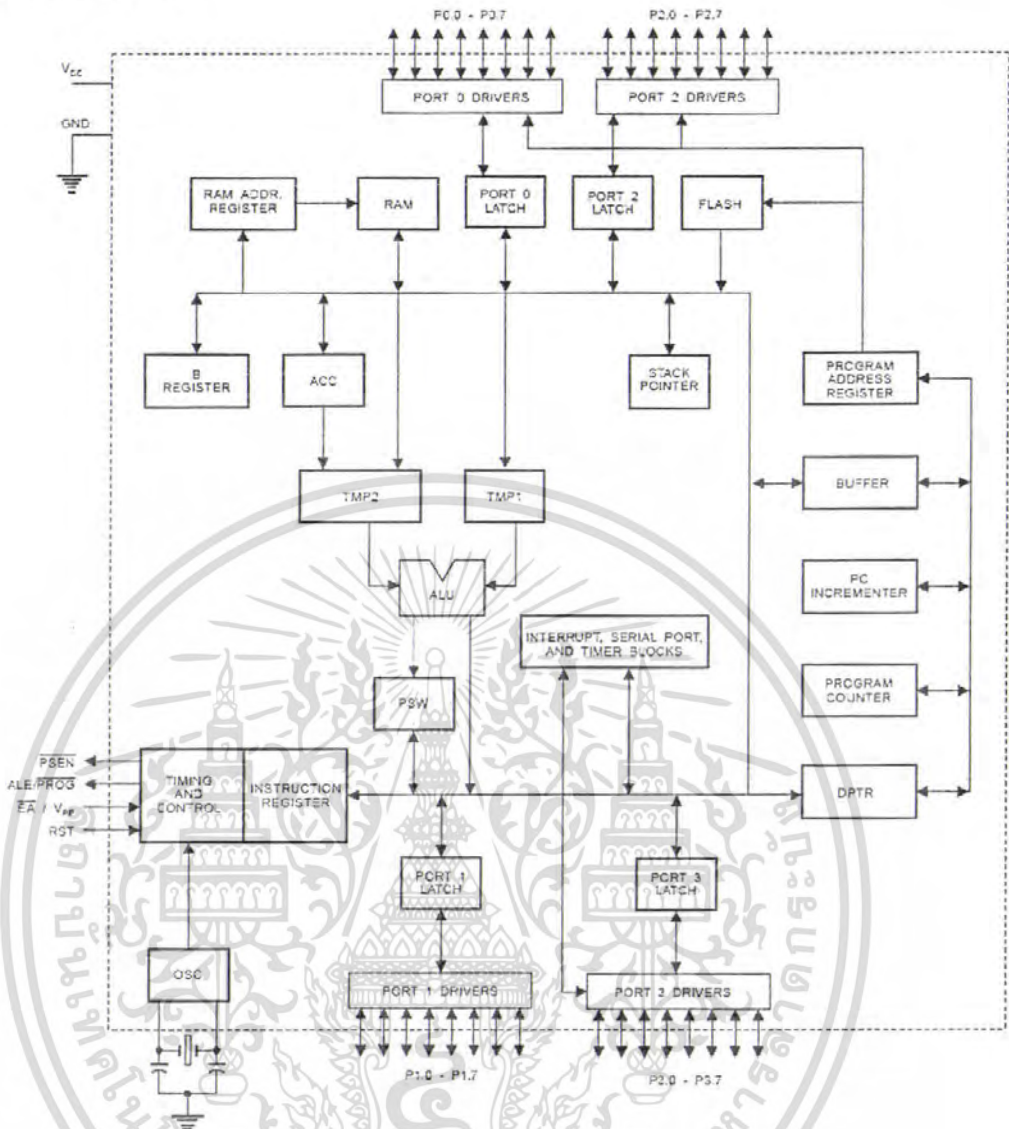 P0.0 - P0.7
P2.0 - P2.7
VCC
PORT 0 DRIVERS
PORT 2 DRIVERS
GND
RAM ADDR.
REGISTER
RAM
PORT 0
LATCH
PORT 2
LATCH
FLASH
B
REGISTER
ACC
STACK
POINTER
PROGRAM
ADDRESS
REGISTER
TMP2
TMP1
BUFFER
ALU
PC
INCREMENTER
INTERRUPT, SERIAL PORT,
AND TIMER BLOCKS
PSW
PROGRAM
COUNTER
PSEN
ALE/PROG
EA / VPP
RST
TIMING
AND
CONTROL
INSTRUCTION
REGISTER
DPTR
PORT 1
LATCH
PORT 3
LATCH
OSC
PORT 1 DRIVERS
PORT 3 DRIVERS
P1.0 - P1.7
P3.0 - P3.7